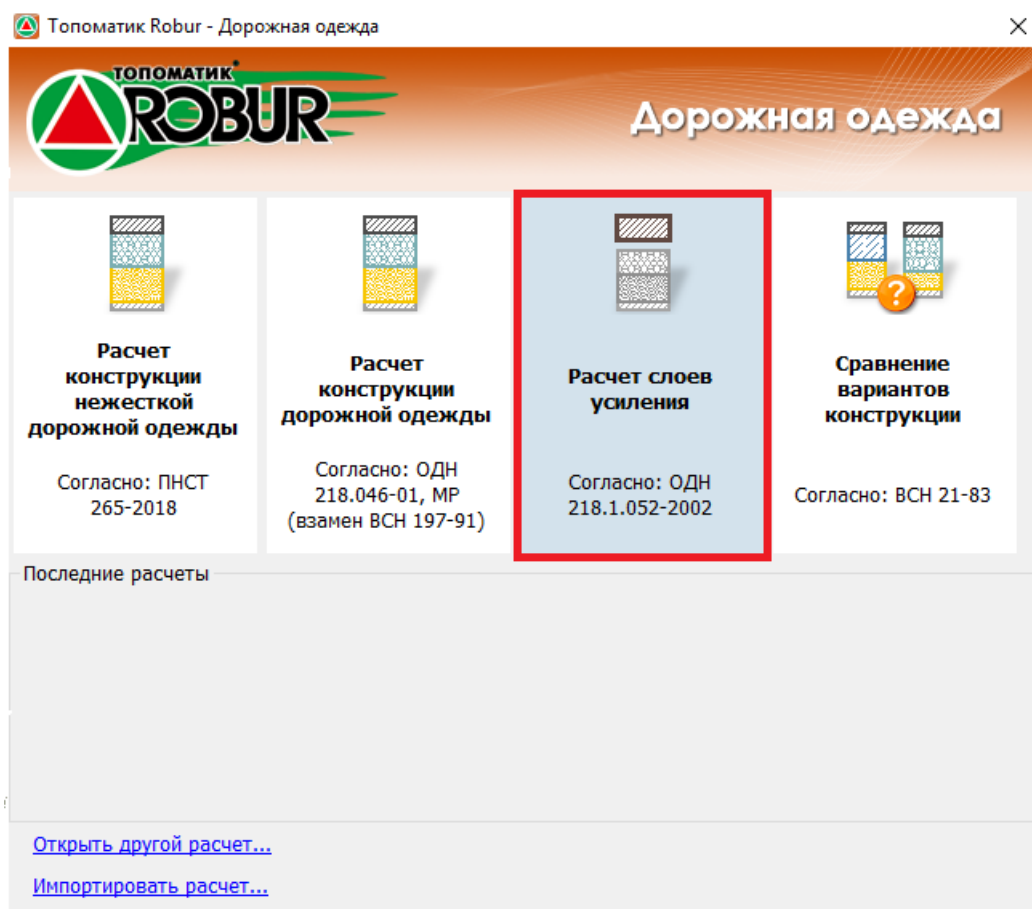 Топоматик Robur - Дорожная одежда
ТОПОМАТИК
ROBUR
Дорожная одежда
Расчет
конструкции
нежесткой
дорожной одежды
Согласно: ПНСТ
265-2018
Расчет
конструкции
дорожной одежды
Согласно: ОДН
218.046-01, МР
(взамен ВСН 197-91)
Расчет слоев
усиления
Согласно: ОДН
218.1.052-2002
?
Сравнение
вариантов
конструкции
Согласно: ВСН 21-83
Последние расчеты
Открыть другой расчет...
Импортировать расчет...